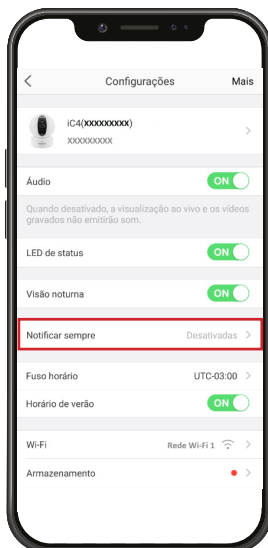 Configurações Mais
iC4(xxxxxxxxx)
xxxxxxxxx
Áudio ON
Quando desativado, a visualização ao vivo e os vídeos
gravados não emitirão som.
LED de status ON
Visão noturna ON
Notificar sempre Desativadas
Fuso horário UTC-03:00
Horário de verão ON
Wi-Fi Rede Wi-Fi 1
Armazenamento